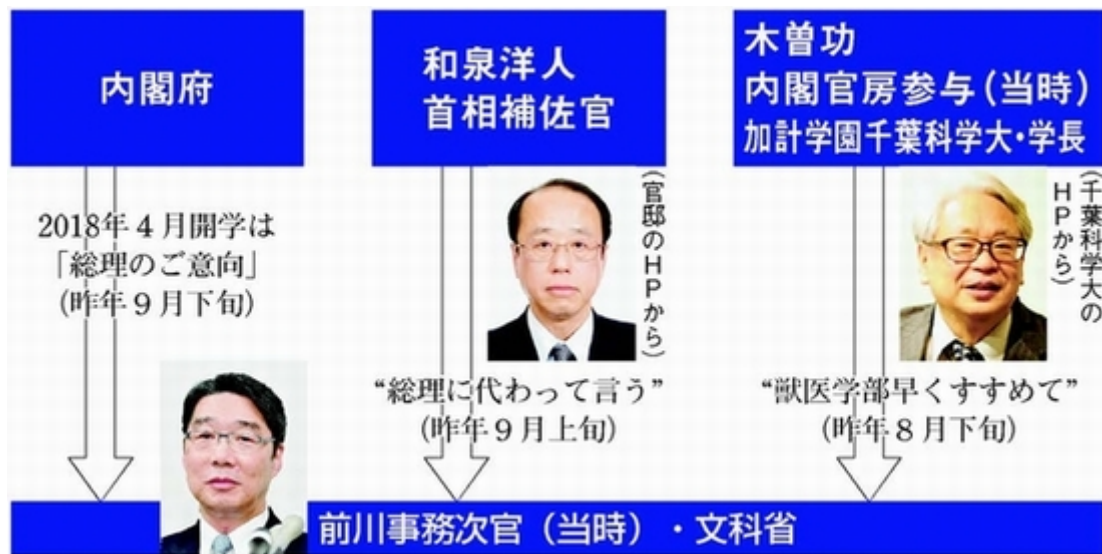 内閣府
2018年4月開学は
「総理のご意向」
(昨年9月下旬)
和泉洋人
首相補佐官
(官邸のHPから)
“総理に代わって言う”
(昨年9月上旬)
木曽功
内閣官房参与(当時)
加計学園千葉科学大・学長
(千葉科学大の
HPから)
“獣医学部早くすすめて”
(昨年8月下旬)
前川事務次官(当時)・文科省